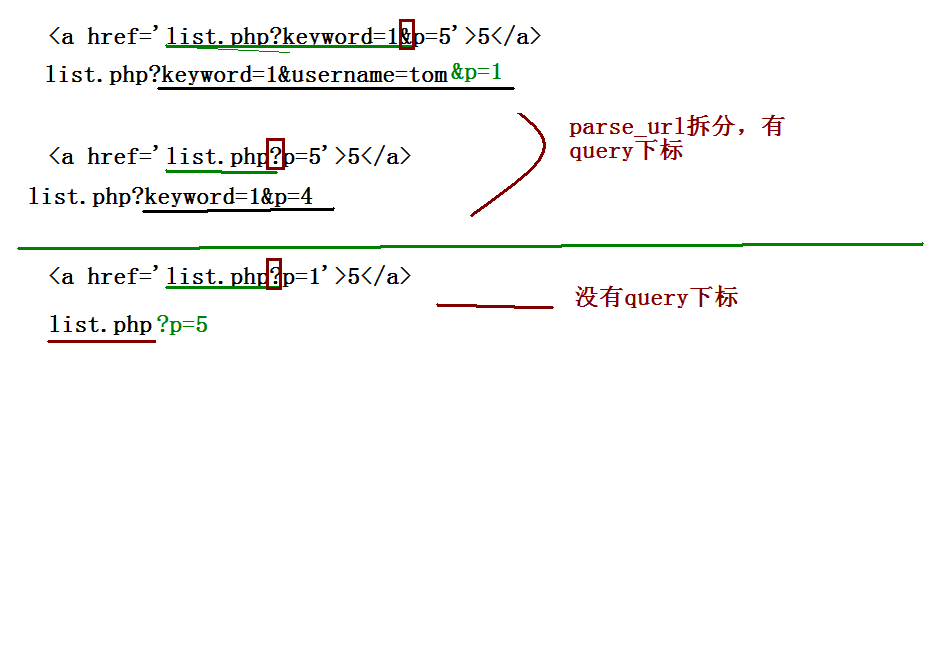 <a href='list.php?keyword=1&p=5'>5</a>
list.php?keyword=1&username=tom&p=1
parse_url拆分，有
query下标
<a href='list.php?p=5'>5</a>
list.php?keyword=1&p=4
<a href='list.php?p=1'>5</a>
没有query下标
list.php?p=5